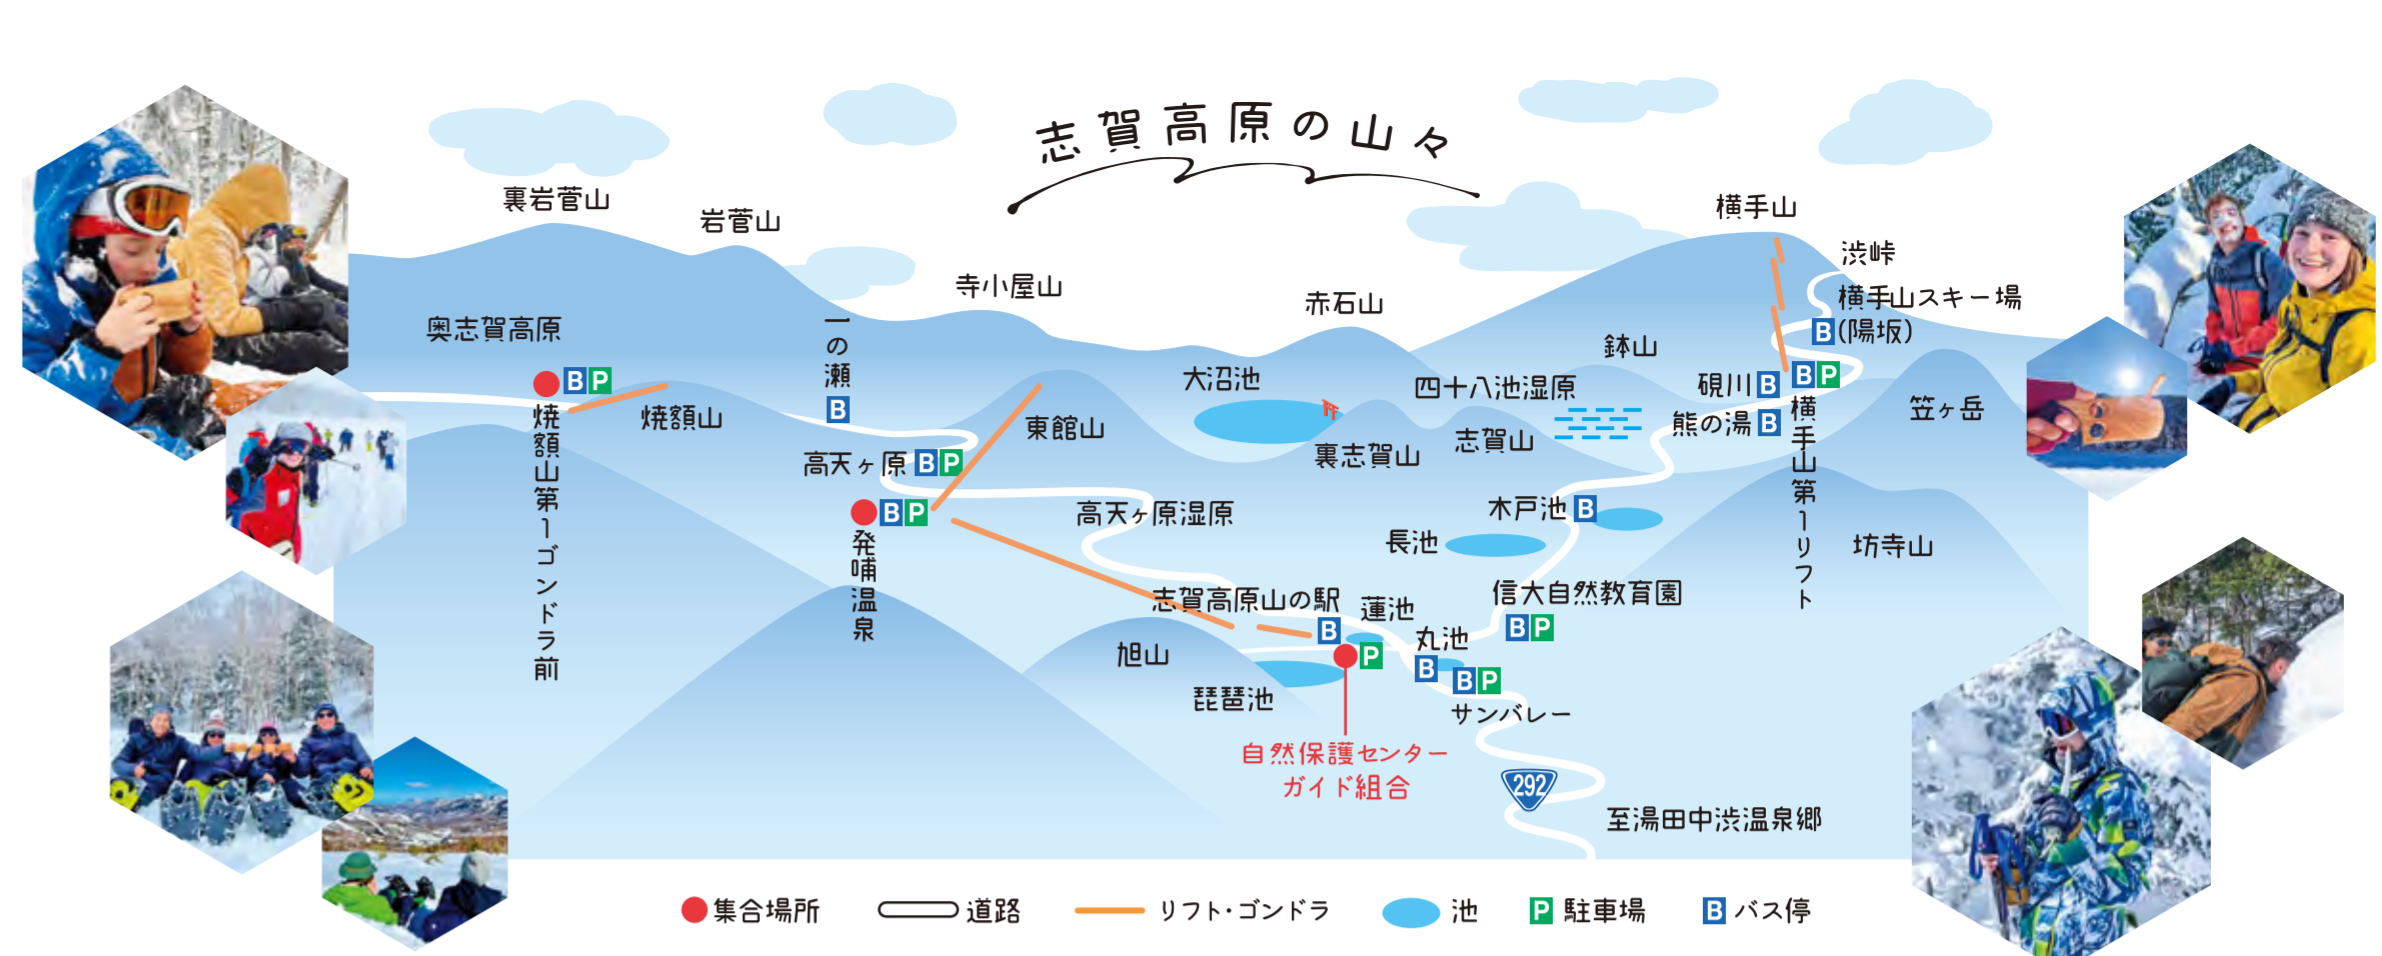 志賀高原の山々
裏岩菅山
岩菅山
横手山
渋峠
寺小屋山
横手山スキー場
赤石山
奥志賀高原
一の瀬
B
B(陽坂)
鉢山
大沼池
四十八池湿原
硯川B
BP
BP
焼額山第1ゴンドラ前
焼額山
東館山
裏志賀山
志賀山
熊の湯B
横手山第1リフト
笠ヶ岳
高天ヶ原BP
BP
発哺温泉
高天ヶ原湿原
木戸池B
長池
坊寺山
信大自然教育園
BP
志賀高原山の駅
B
蓮池
丸池
B
旭山
P
BP
琵琶池
サンバレー
自然保護センター
ガイド組合
292
至湯田中渋温泉郷
集合場所
道路
リフト・ゴンドラ
池
P駐車場
Bバス停